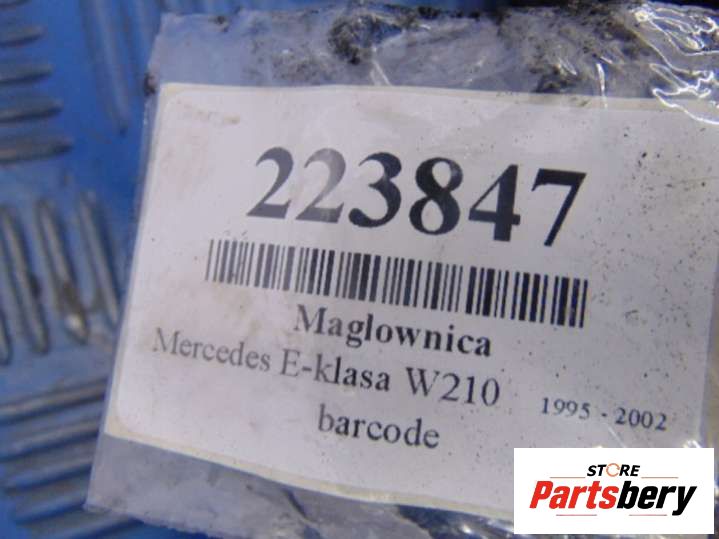 223847
Maglownica
Mercedes E-klasa W210 1995 - 2002
barcode
STORE
Partsbery